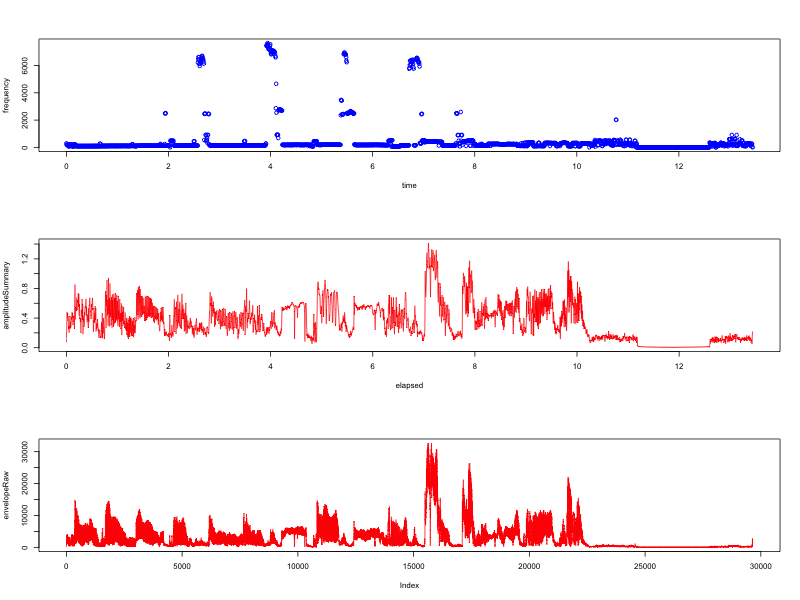 frequency
0 2000 4000 6000
0 2 4 6 8 10 12
time
amplitudeSummary
0.0 0.4 0.8 1.2
0 2 4 6 8 10 12
elapsed
envelopeRaw
0 10000 20000 30000
0 5000 10000 15000 20000 25000 30000
Index